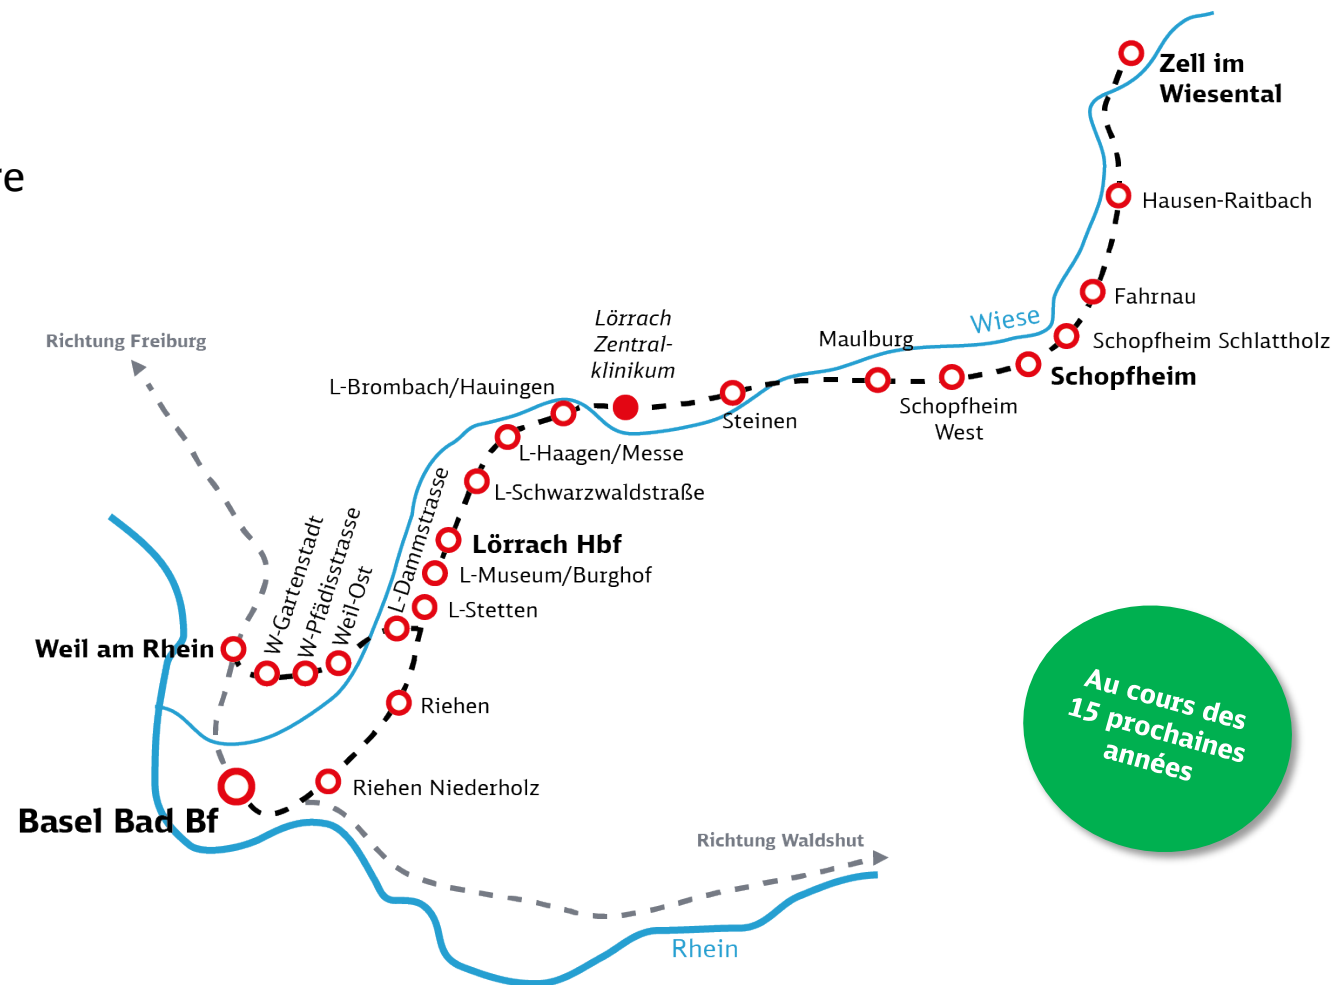 Zell im
Wiesental
re
Hausen-Raitbach
Fahrnau
Lörrach
Zentral-
klinikum
Wiese
Richtung Freiburg
Maulburg
Schopfheim Schlattholz
Schopfheim
L-Brombach/Hauingen
Schopfheim
West
Steinen
L-Haagen/Messe
L-Schwarzwaldstraße
W-Gartenstadt
W-Pfädisstrasse
Weil-Ost
L-Dammstrasse
Lörrach Hbf
L-Museum/Burghof
L-Stetten
Weil am Rhein
Riehen
Au cours des
15 prochaines
années
Riehen Niederholz
Basel Bad Bf
Richtung Waldshut
Rhein